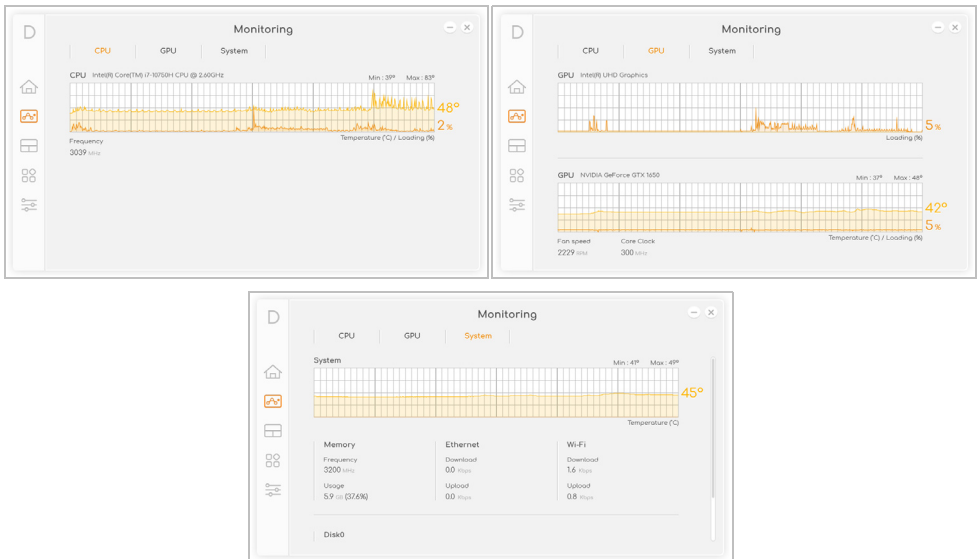 D
Monitoring
CPU GPU System
CPU Intel(R) Core(TM) i7-10750H CPU @ 2.60GHz
Min : 39° Max : 83°
48°
2%
Temperature (°C) / Loading (%)
Frequency
3039 MHz
D
Monitoring
CPU GPU System
GPU Intel(R) UHD Graphics
5%
Loading (%)
GPU NVIDIA GeForce GTX 1650
Min : 37° Max : 48°
42°
5%
Temperature (°C) / Loading (%)
Fan speed Core Clock
2229 RPM 300 MHz
D
Monitoring
CPU GPU System
System
Min : 41° Max : 49°
45°
Temperature (°C)
Memory Ethernet Wi-Fi
Frequency Download Download
3200 MHz 0.0 Kbps 1.6 Kbps
Usage Upload Upload
5.9 GB (37.6%) 0.0 Kbps 0.8 Kbps
Disk0